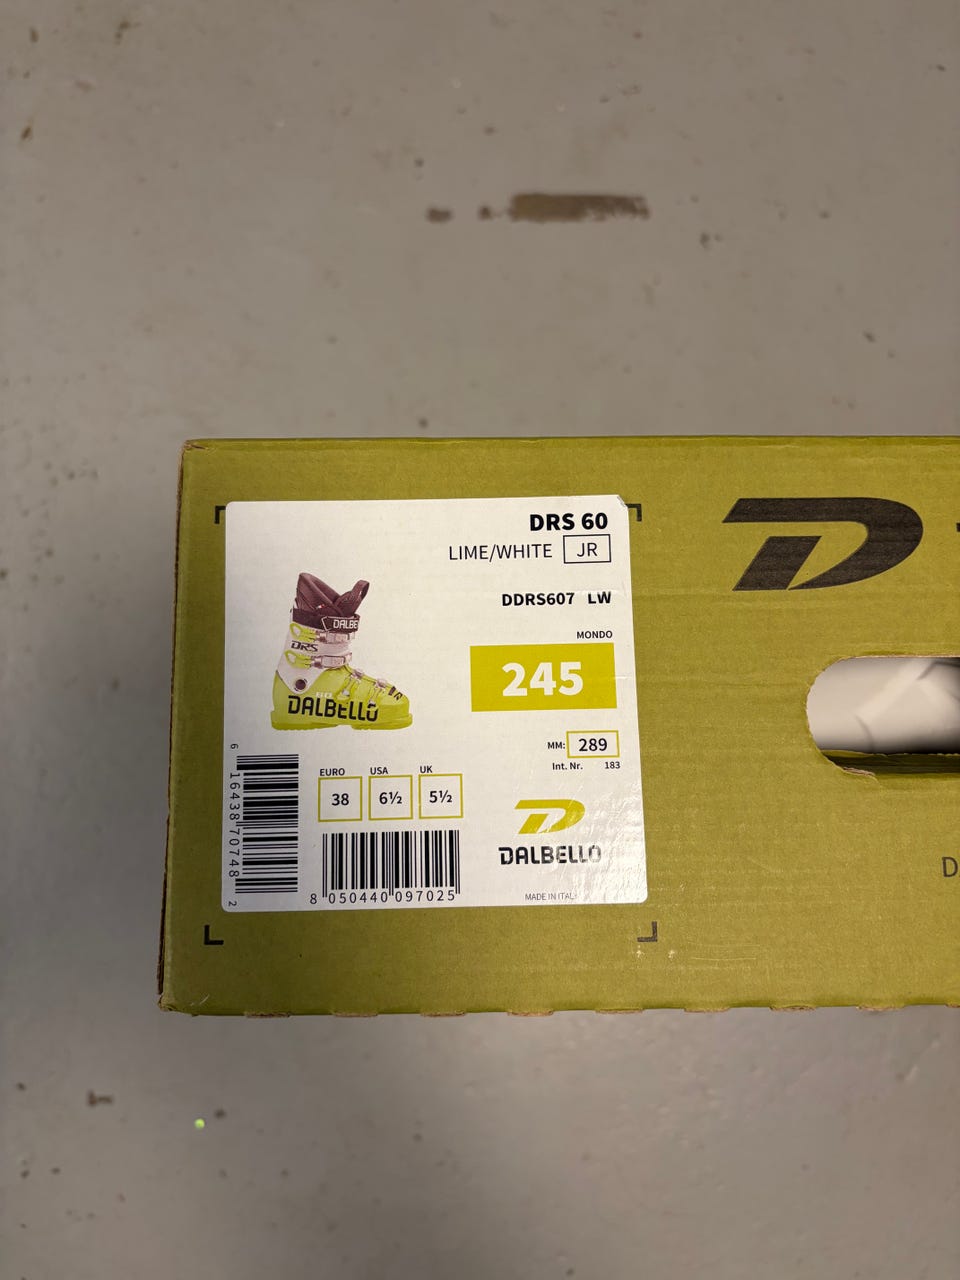 DRS 60
LIME/WHITE JR
DDRS607 LW
MONDO
245
DALBE
DRS
DALBELLO
MM: 289
Int. Nr. 183
EURO USA UK
38 6½ 5½
DALBELLO
MADE IN ITALY
6 16438 70748 2
8 050440 097025
D